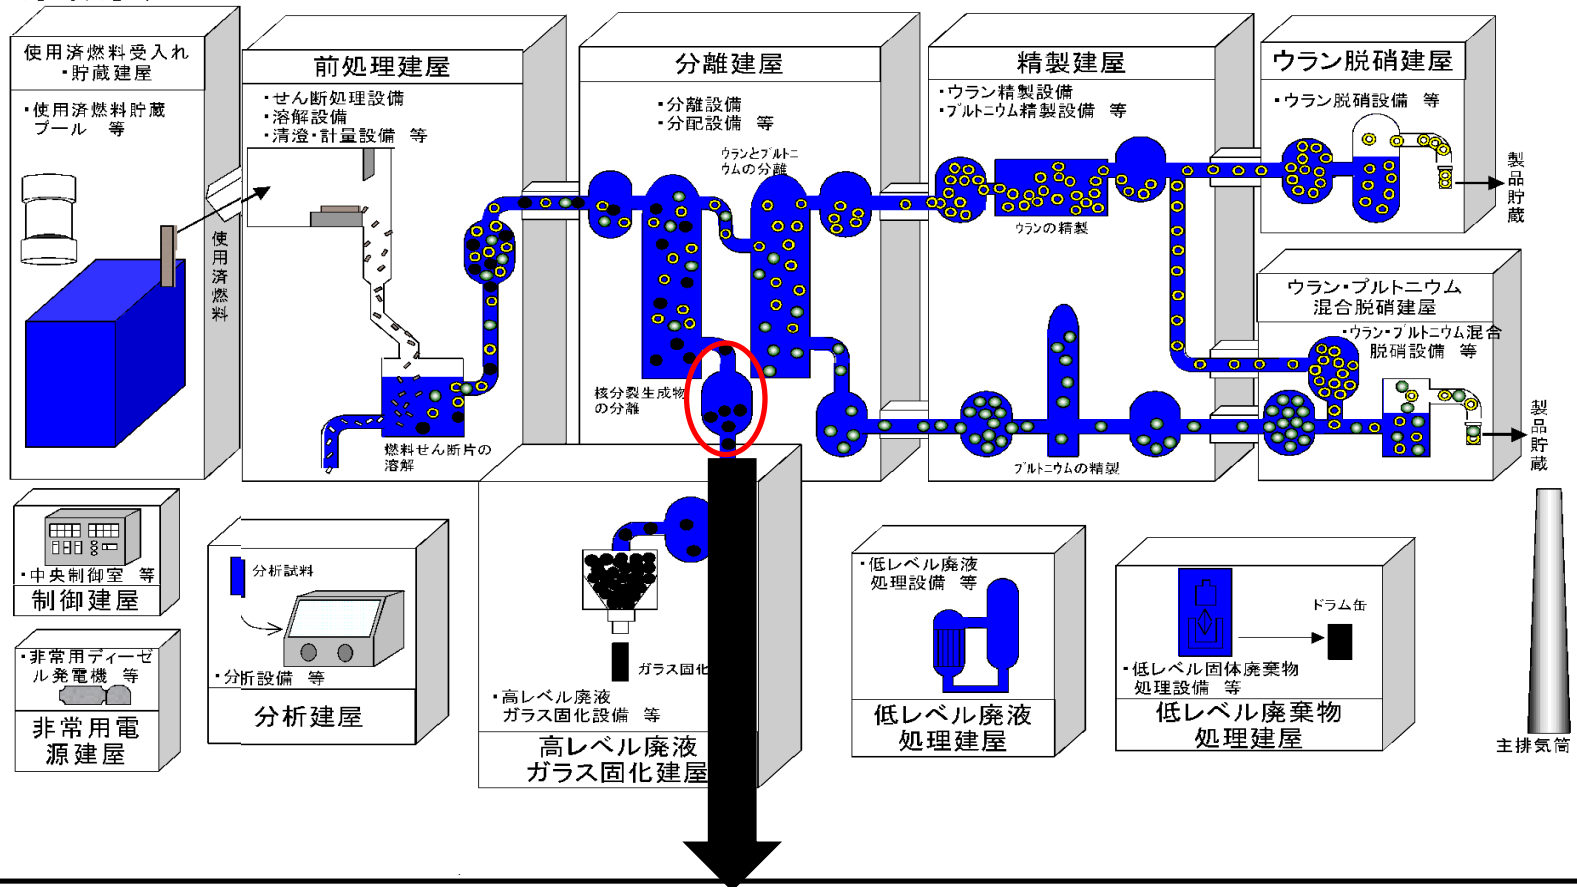 使用済燃料受入れ
・貯蔵建屋
・使用済燃料貯蔵
プール 等
使用済燃料
前処理建屋
・せん断処理設備
・溶解設備
・清澄・計量設備 等
燃料せん断片の
溶解
分離建屋
・分離設備
・分配設備 等
ウランとプルトニ
ウムの分離
核分裂生成物
の分離
精製建屋
・ウラン精製設備
・プルトニウム精製設備 等
ウランの精製
プルトニウムの精製
ウラン脱硝建屋
・ウラン脱硝設備 等
製品貯蔵
ウラン・プルトニウム
混合脱硝建屋
・ウラン・プルトニウム混合
脱硝設備 等
製品貯蔵
・中央制御室 等
制御建屋
・非常用ディーゼ
ル発電機 等
非常用電
源建屋
分析試料
・分析設備 等
分析建屋
ガラス固化
・高レベル廃液
ガラス固化設備 等
高レベル廃液
ガラス固化建屋
・低レベル廃液
処理設備 等
低レベル廃液
処理建屋
ドラム缶
・低レベル固体廃棄物
処理設備 等
低レベル廃棄物
処理建屋
主排気筒